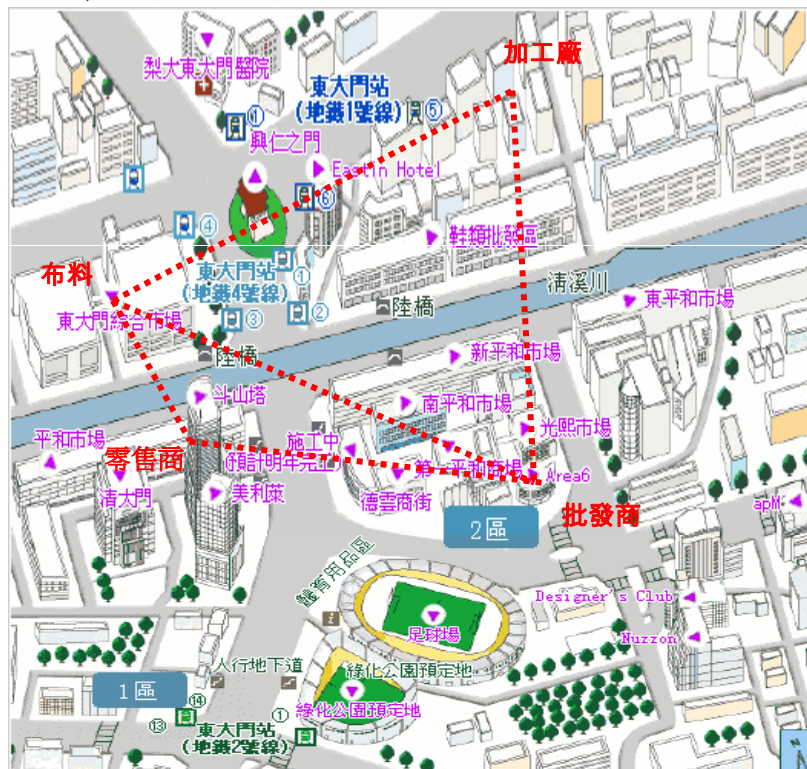 加工廠
梨大東大門醫院
東大門站
(地鐵1號線)
①
⑤
興仁之門
Eastin Hotel
⑥
④
鞋類批發區
布料
東大門站
(地鐵4號線)
①
清溪川
東平和市場
東大門綜合市場
③
②
陸橋
陸橋
新平和市場
斗山塔
南平和市場
光熙市場
平和市場
零售商
施工中
(預計明年完工)
第一平和市場
Area6
清大門
美利萊
德雲商街
批發商
apM
2區
體育用品區
Designer's Club
足球場
Nuzzon
人行地下道
綠化公園預定地
1區
⑭
綠化公園預定地
⑬
東大門站
(地鐵2號線)
①
N